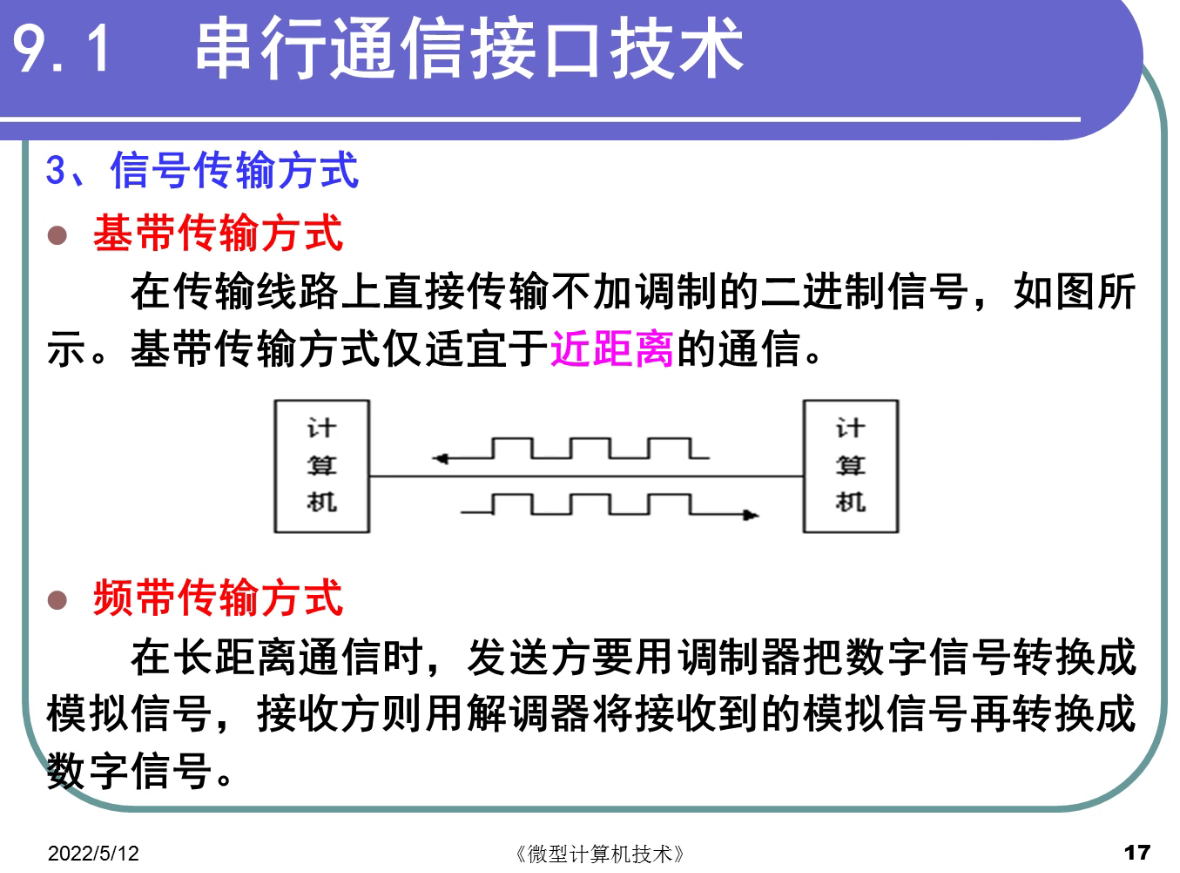 9.1 串行通信接口技术
3、信号传输方式
● 基带传输方式
在传输线路上直接传输不加调制的二进制信号，如图所
示。基带传输方式仅适宜于近距离的通信。
计算机
计算机
● 频带传输方式
在长距离通信时，发送方要用调制器把数字信号转换成
模拟信号，接收方则用解调器将接收到的模拟信号再转换成
数字信号。
2022/5/12
《微型计算机技术》
17